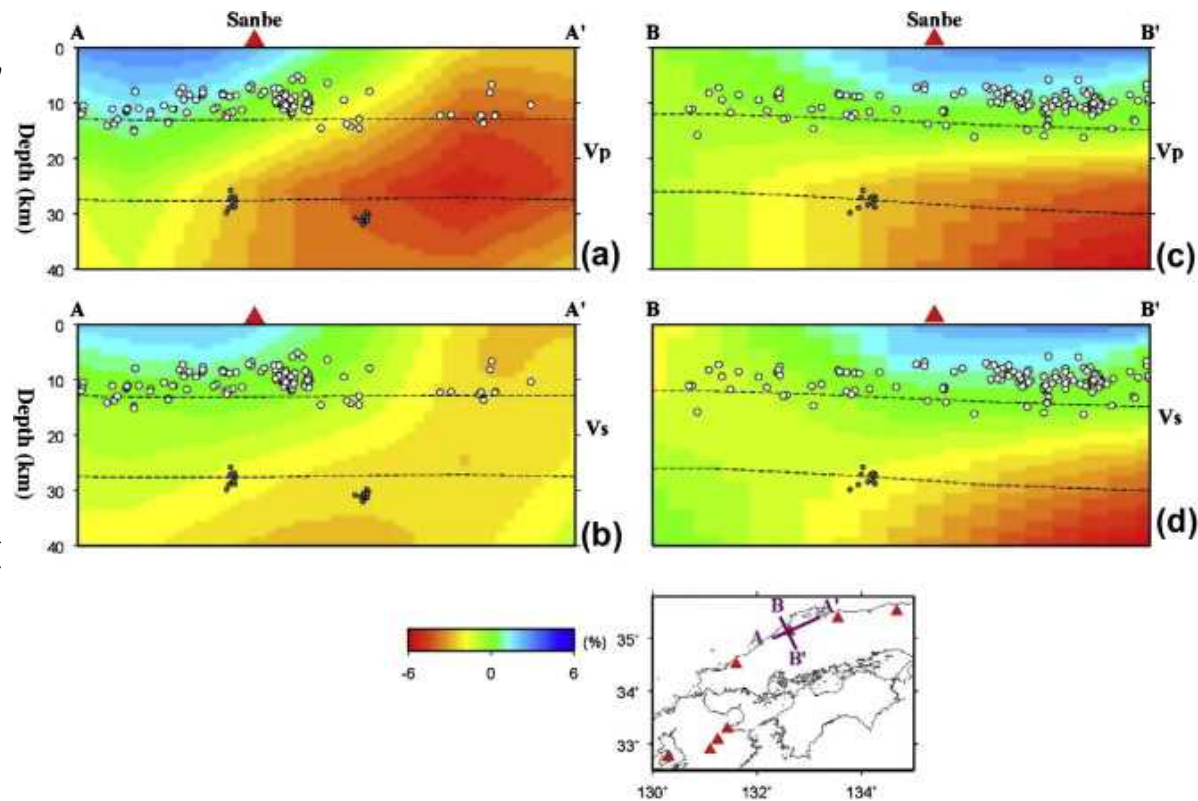 Sanbe
Sanbe
A
A'
B
B'
0
10
20
30
40
Depth (km)
Vp
Vp
(a)
(c)
A
A'
B
B'
0
10
20
30
40
Depth (km)
Vs
Vs
(b)
(d)
-6
0
6
(%)
B
A'
A
B'
35°
34°
33°
130°
132°
134°